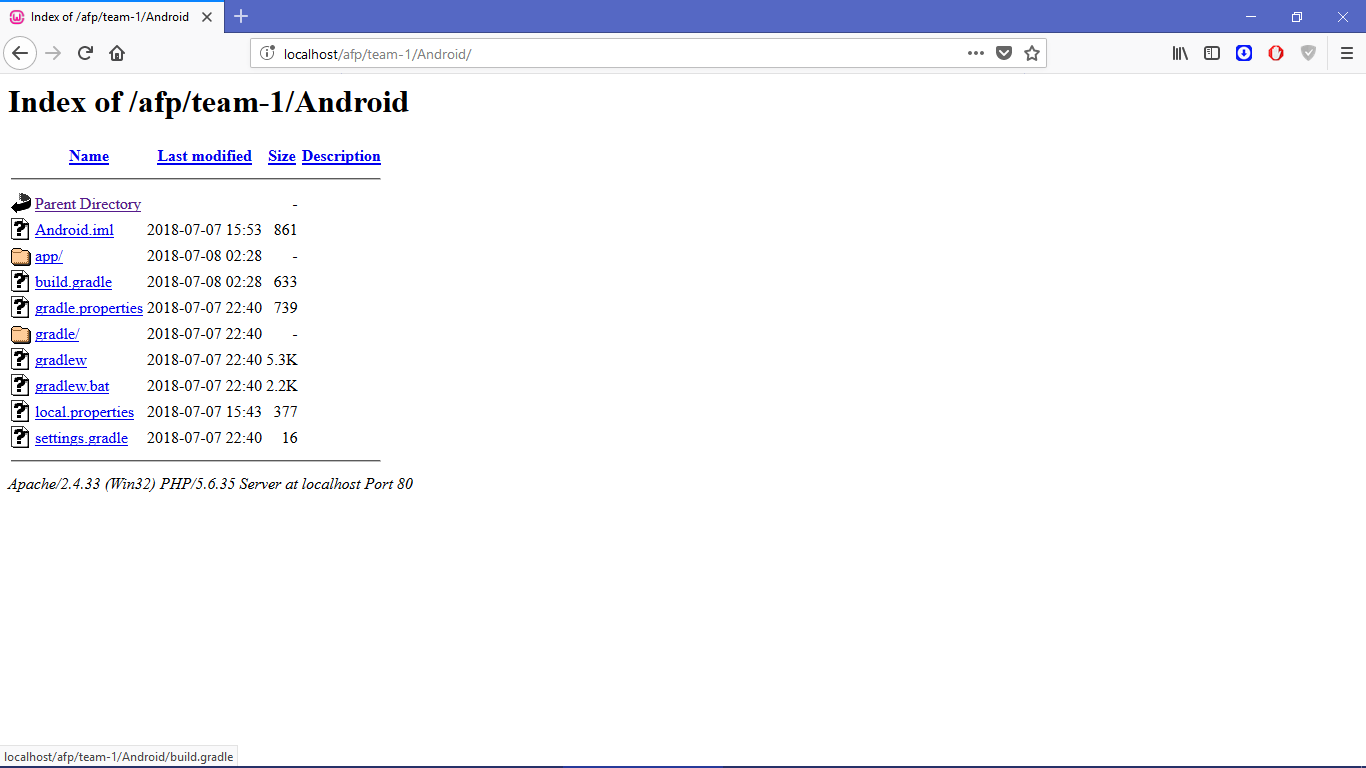 Index of /afp/team-1/Android
localhost/afp/team-1/Android/
Index of /afp/team-1/Android
Name Last modified Size Description
Parent Directory -
Android.iml 2018-07-07 15:53 861
app/ 2018-07-08 02:28 -
build.gradle 2018-07-08 02:28 633
gradle.properties 2018-07-07 22:40 739
gradle/ 2018-07-07 22:40 -
gradlew 2018-07-07 22:40 5.3K
gradlew.bat 2018-07-07 22:40 2.2K
local.properties 2018-07-07 15:43 377
settings.gradle 2018-07-07 22:40 16
Apache/2.4.33 (Win32) PHP/5.6.35 Server at localhost Port 80
localhost/afp/team-1/Android/build.gradle